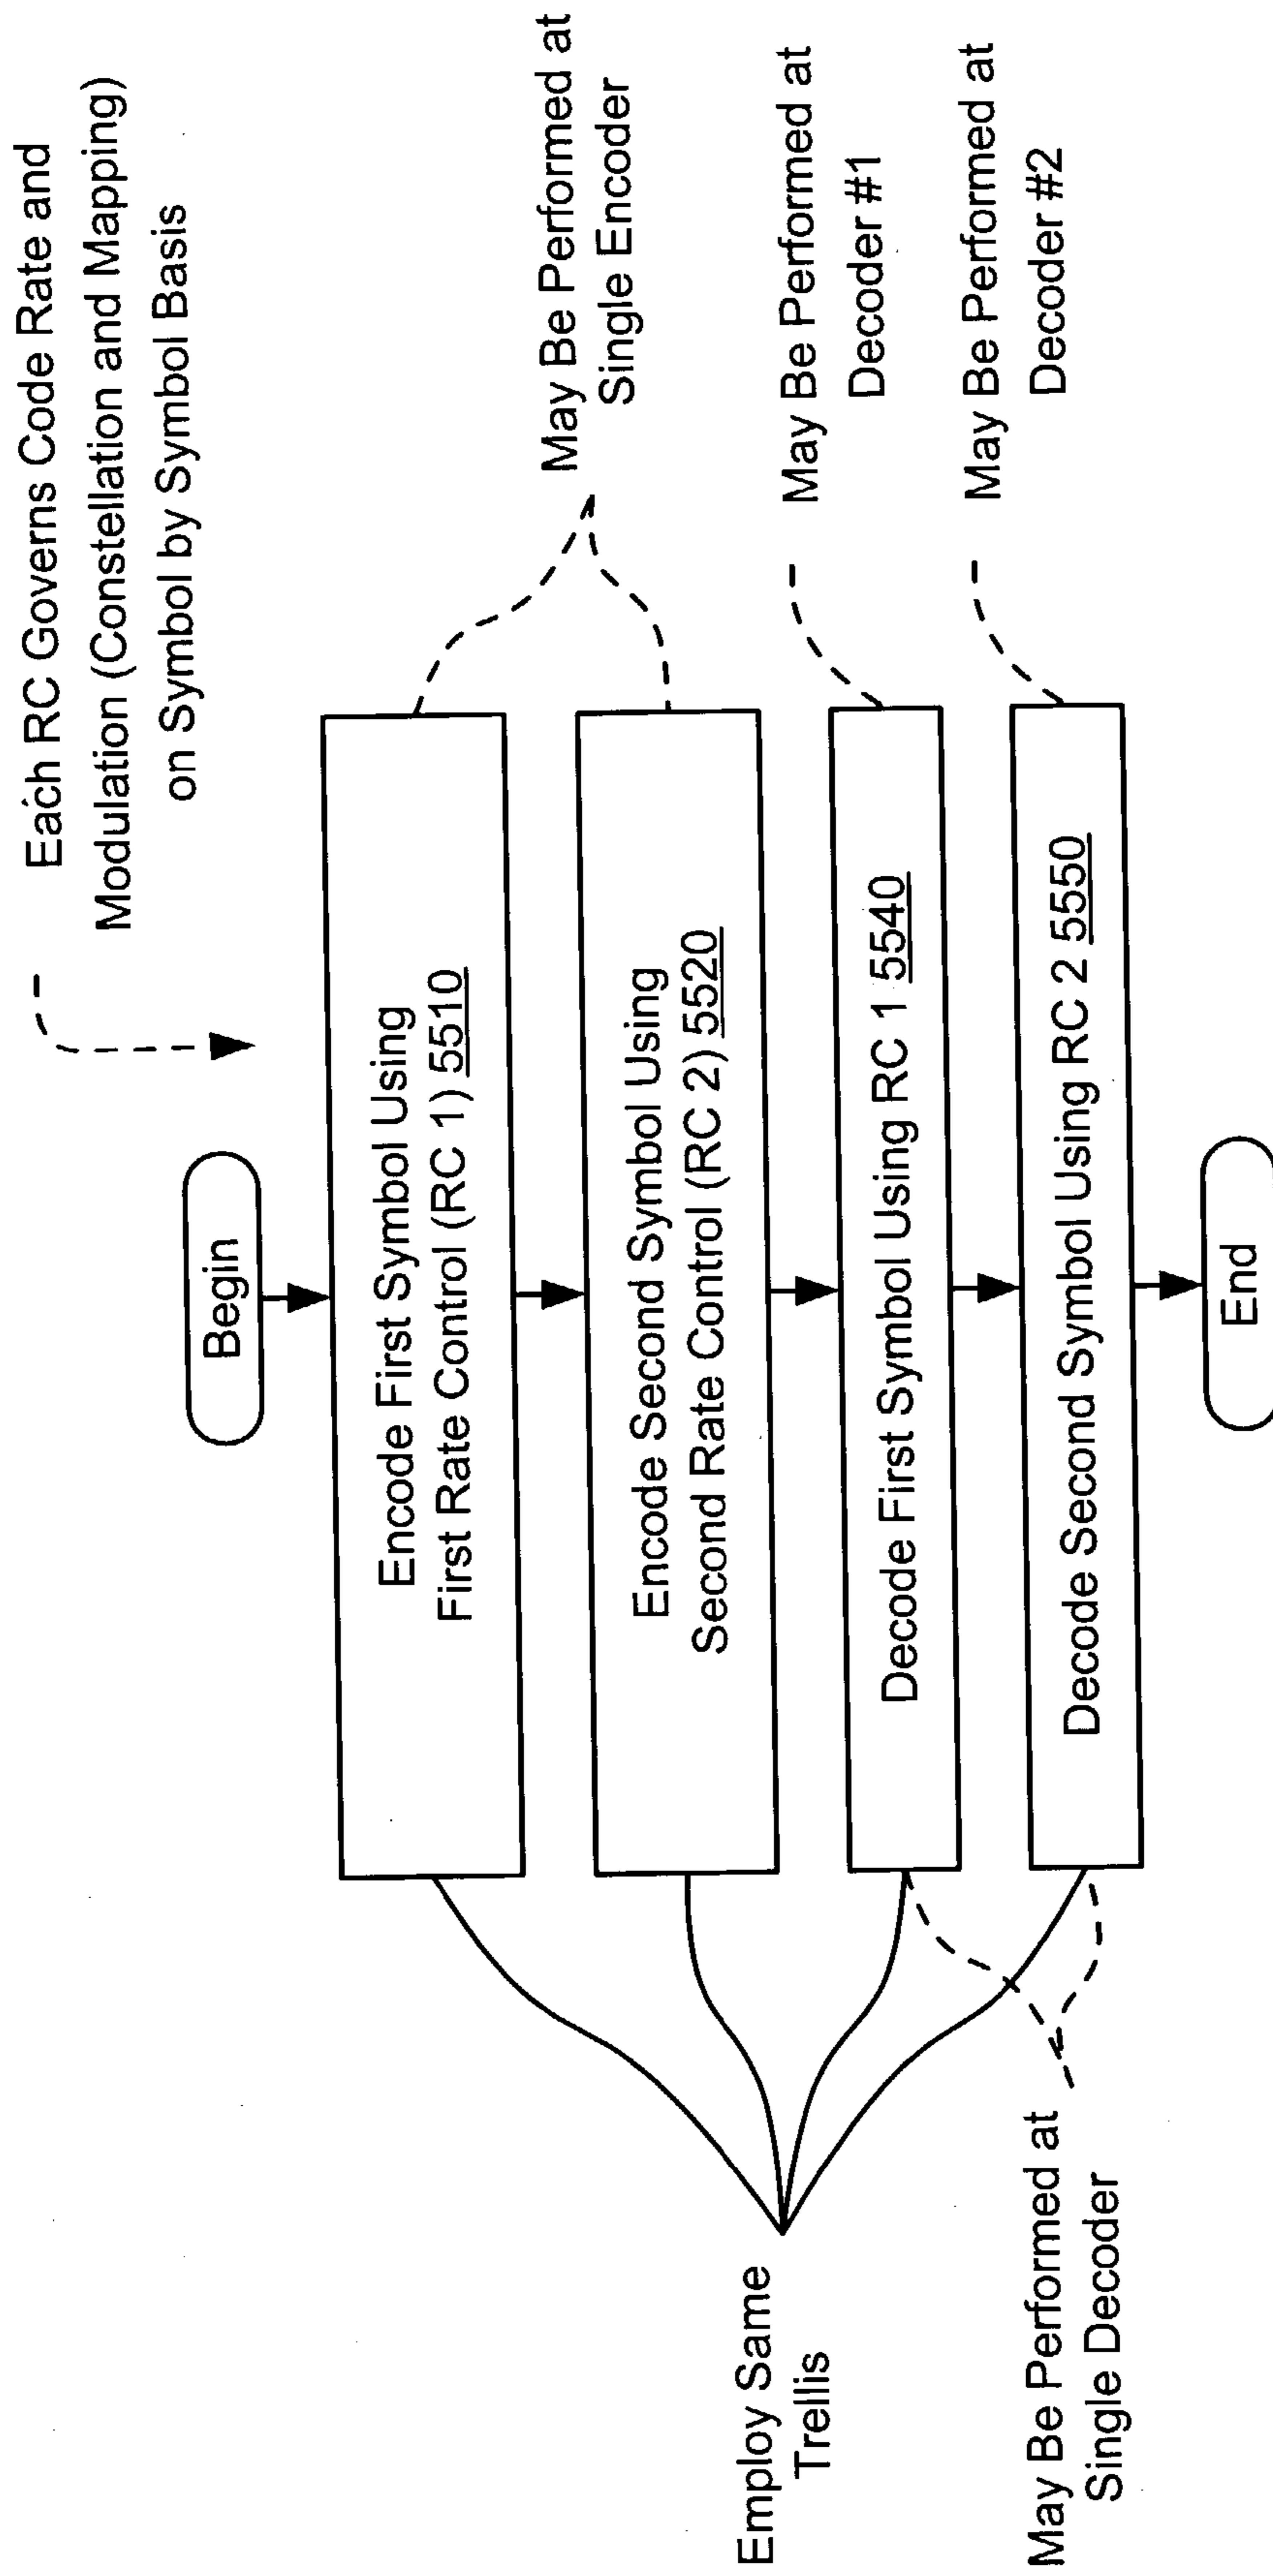 Each RC Governs Code Rate and
Modulation (Constellation and Mapping)
on Symbol by Symbol Basis
Begin
Encode First Symbol Using
First Rate Control (RC 1) 5510
May Be Performed at
Single Encoder
Encode Second Symbol Using
Second Rate Control (RC 2) 5520
Employ Same
Trellis
Decode First Symbol Using RC 1 5540
May Be Performed at
Decoder #1
Decode Second Symbol Using RC 2 5550
May Be Performed at
Decoder #2
May Be Performed at
Single Decoder
End